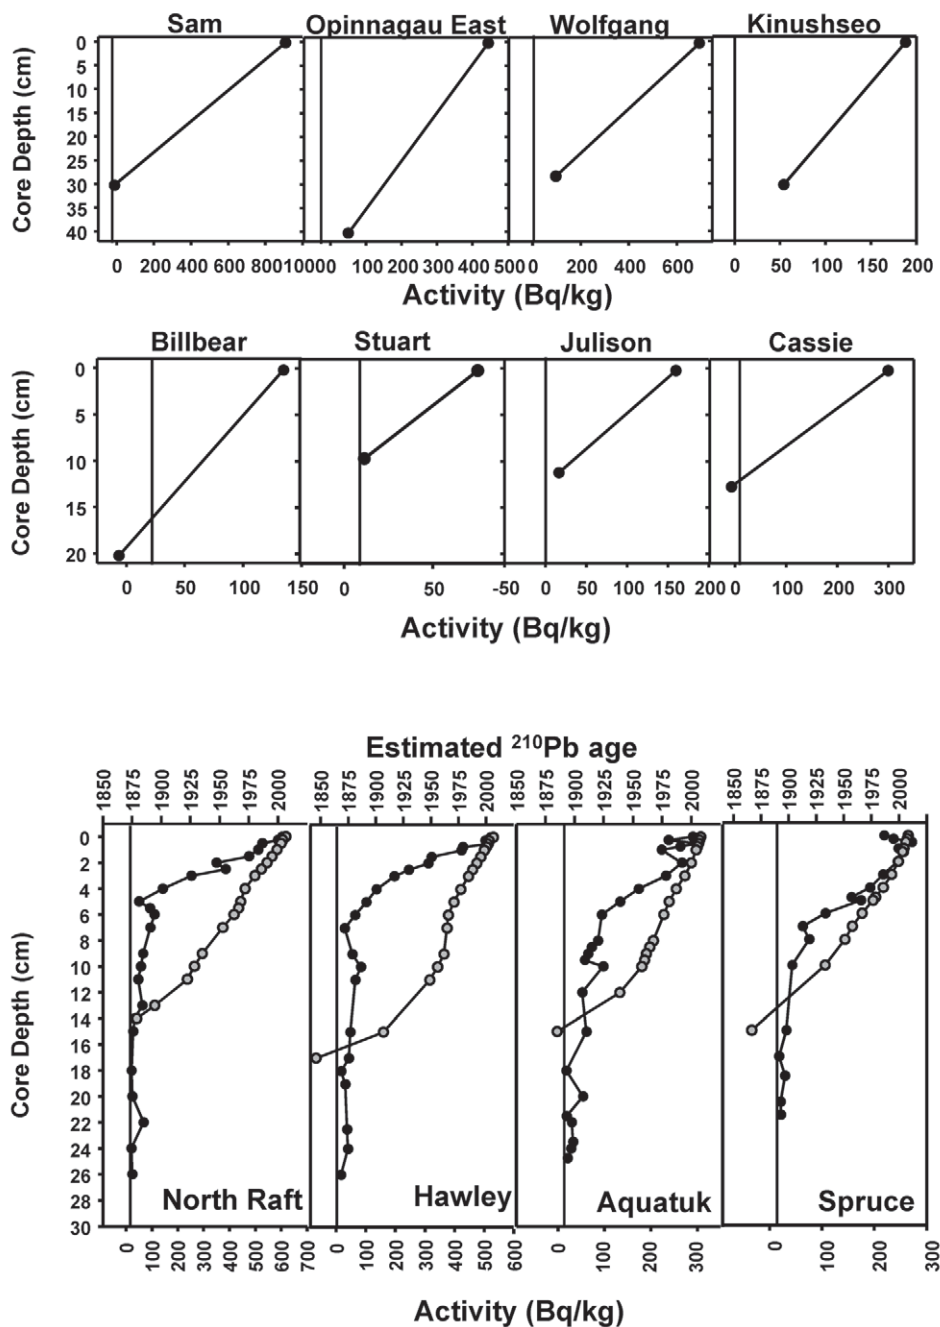 Sam Opinnagau East Wolfgang Kinushseo
Core Depth (cm)
0
5
10
15
20
25
30
35
40
0 200 400 600 800 1000 0 100 200 300 400 500 0 200 400 600 0 50 100 150 200
Activity (Bq/kg)
Billbear Stuart Julison Cassie
Core Depth (cm)
0
5
10
15
20
0 50 100 150 0 50 -50 0 50 100 150 200 0 100 200 300
Activity (Bq/kg)
Estimated 210Pb age
1850 1875 1900 1925 1950 1975 2000 1850 1875 1900 1925 1950 1975 2000 1850 1875 1900 1925 1950 1975 2000 1850 1875 1900 1925 1950 1975 2000
Core Depth (cm)
0
2
4
6
8
10
12
14
16
18
20
22
24
26
28
30
North Raft Hawley Aquatuk Spruce
0 100 200 300 400 500 600 700 0 100 200 300 400 500 600 0 100 200 300 0 100 200 300
Activity (Bq/kg)